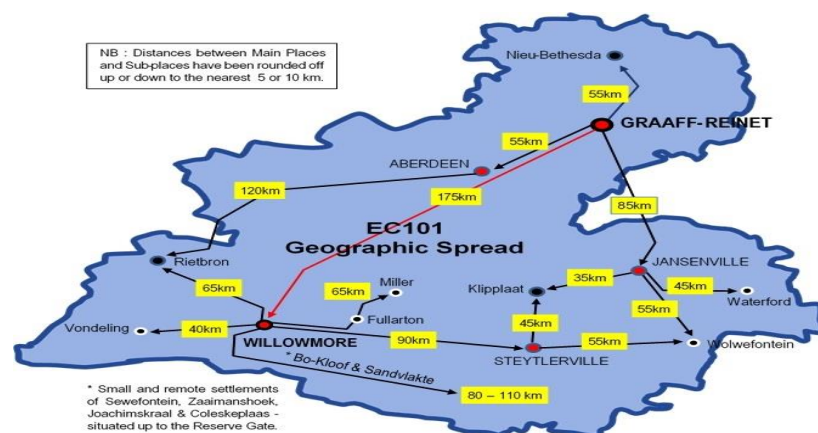 NB : Distances between Main Places
and Sub-places have been rounded off
up or down to the nearest 5 or 10 km.
Nieu-Bethesda
55km
GRAAFF-REINET
55km
ABERDEEN
120km
175km
85km
EC101
Geographic Spread
Rietbron
JANSENVILLE
65km
65km
Miller
Klipplaat
35km
45km
Waterford
Fullarton
55km
Vondeling
40km
WILLOWMORE
90km
45km
55km
Wolwefontein
STEYTLERVILLE
* Bo-Kloof & Sandvlakte
80 – 110 km
* Small and remote settlements
of Sewefontein, Zaaimanshoek,
Joachimskraal & Coleskeplaas -
situated up to the Reserve Gate.